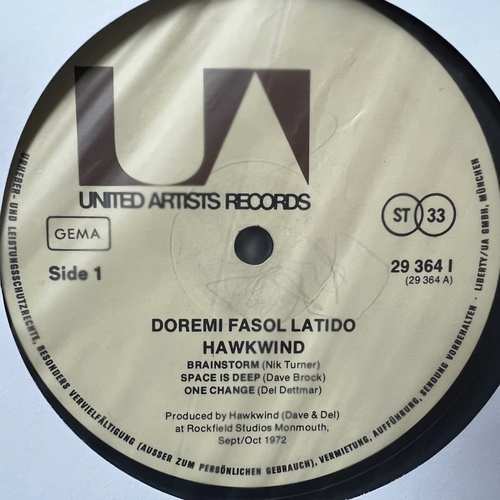 UA
UNITED ARTISTS RECORDS
GEMA
ST 33
Side 1
29 364 I
(29 364 A)
DOREMI FASOL LATIDO
HAWKWIND
BRAINSTORM (Nik Turner)
SPACE IS DEEP (Dave Brock)
ONE CHANGE (Del Dettmar)
Produced by Hawkwind (Dave & Del)
at Rockfield Studios Monmouth,
Sept/Oct 1972
URHEBER- UND LEISTUNGSSCHUTZRECHTE, BESONDERS VERVIELFÄLTIGUNG (AUSSER ZUM PERSÖNLICHEN GEBRAUCH), VERMIETUNG, AUFFÜHRUNG, SENDUNG VORBEHALTEN · LIBERTY/UA GMBH, MÜNCHEN